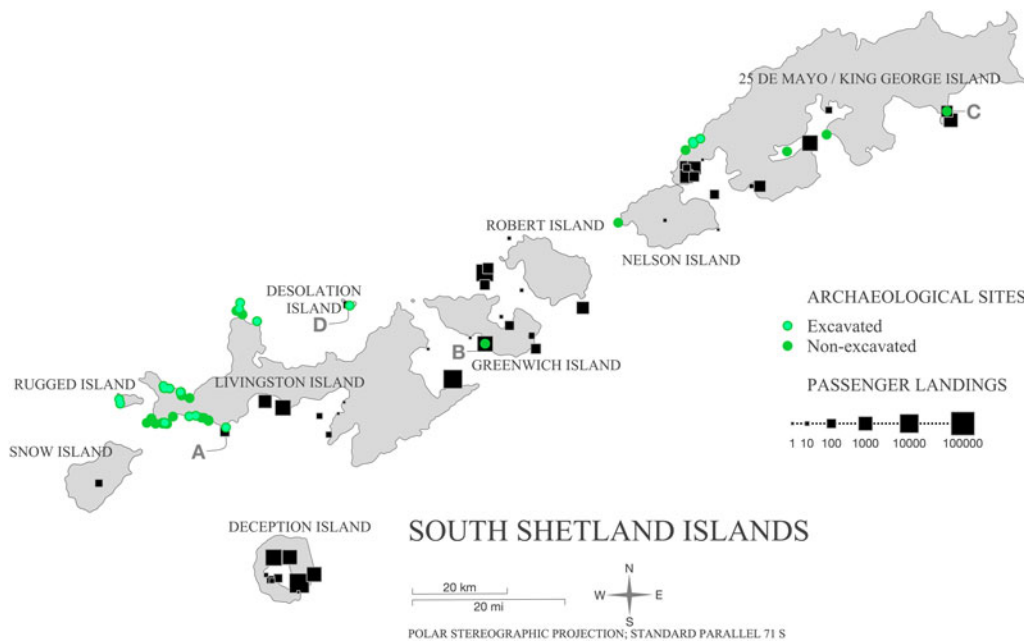 25 DE MAYO / KING GEORGE ISLAND
C
ROBERT ISLAND
NELSON ISLAND
DESOLATION
ISLAND
D
ARCHAEOLOGICAL SITES
Excavated
Non-excavated
B
GREENWICH ISLAND
RUGGED ISLAND
LIVINGSTON ISLAND
PASSENGER LANDINGS
1 10 100 1000 10000 100000
A
SNOW ISLAND
DECEPTION ISLAND
SOUTH SHETLAND ISLANDS
20 km
20 mi
N
W E
S
POLAR STEREOGRAPHIC PROJECTION; STANDARD PARALLEL 71 S